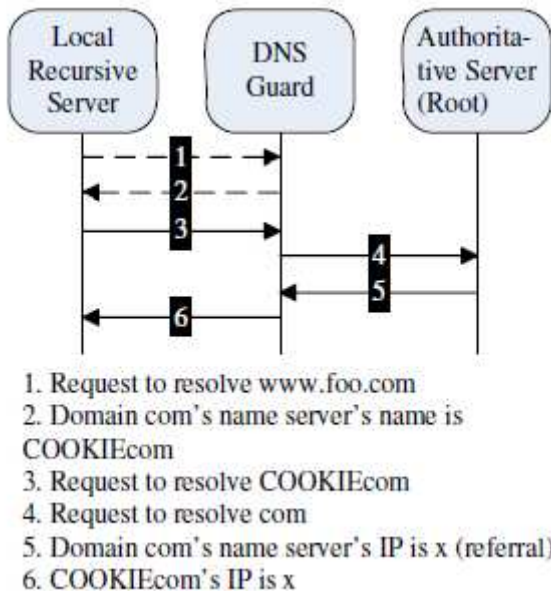 Local
Recursive
Server
DNS
Guard
Authorita-
tive Server
(Root)
1
2
3
4
5
6
1. Request to resolve www.foo.com
2. Domain com's name server's name is
COOKIEcom
3. Request to resolve COOKIEcom
4. Request to resolve com
5. Domain com's name server's IP is x (referral)
6. COOKIEcom's IP is x